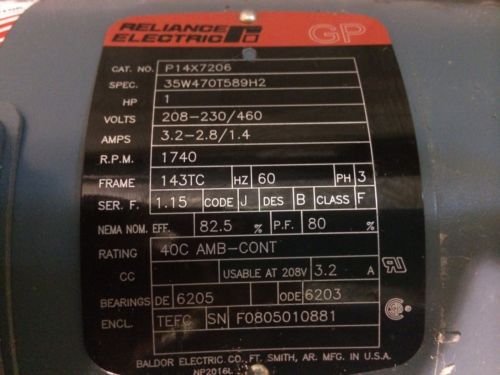 RELIANCE
ELECTRIC GP
CAT. NO. P14X7206
SPEC. 35W470T589H2
HP 1
VOLTS 208-230/460
AMPS 3.2-2.8/1.4
R.P.M. 1740
FRAME 143TC HZ 60 PH 3
SER. F. 1.15 CODE J DES B CLASS F
NEMA NOM. EFF. 82.5 % P.F. 80 %
RATING 40C AMB-CONT
CC USABLE AT 208V 3.2 A
BEARINGS DE 6205 ODE 6203
ENCL. TEFC SN F0805010881
BALDOR ELECTRIC CO., FT. SMITH, AR. MFG. IN U.S.A.
NP2016L